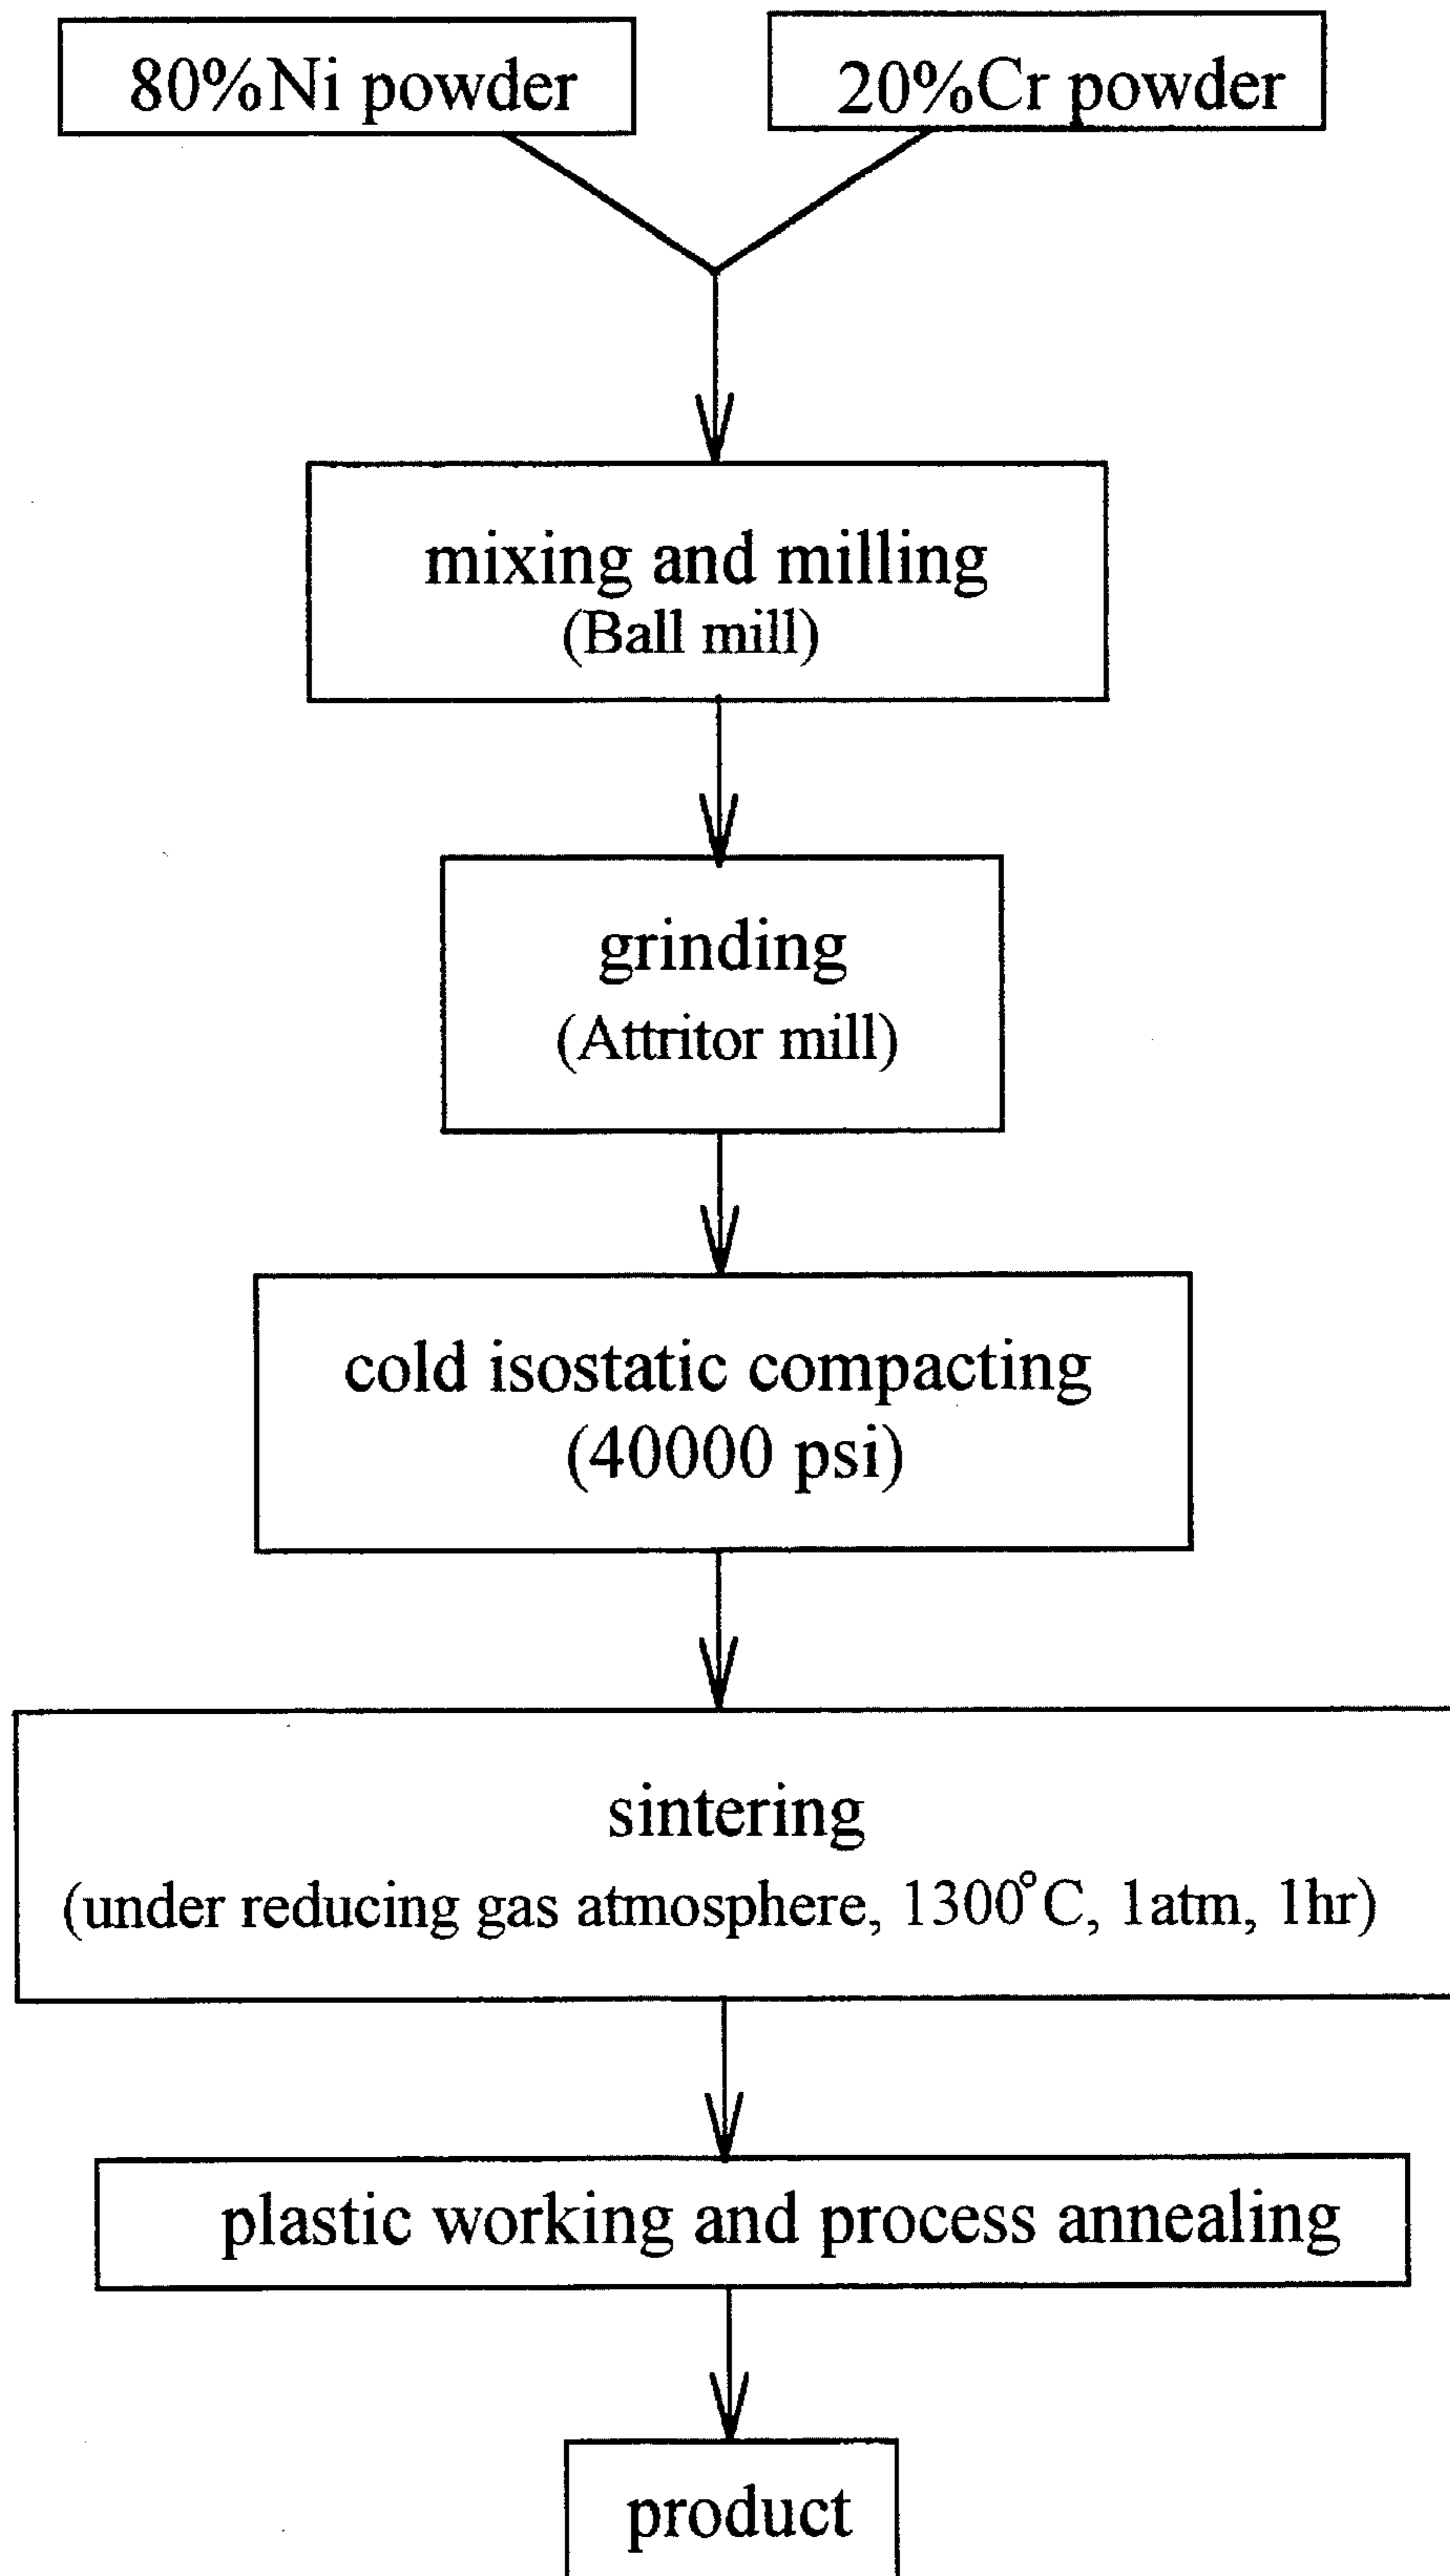 80%Ni powder
20%Cr powder
mixing and milling
(Ball mill)
grinding
(Attritor mill)
cold isostatic compacting
(40000 psi)
sintering
(under reducing gas atmosphere, 1300°C, 1atm, 1hr)
plastic working and process annealing
product